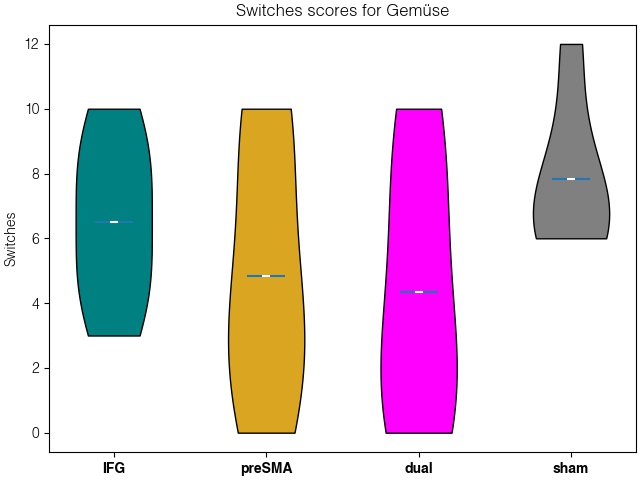 Switches scores for Gemüse
12
10
8
6
4
2
0
Switches
IFG
preSMA
dual
sham